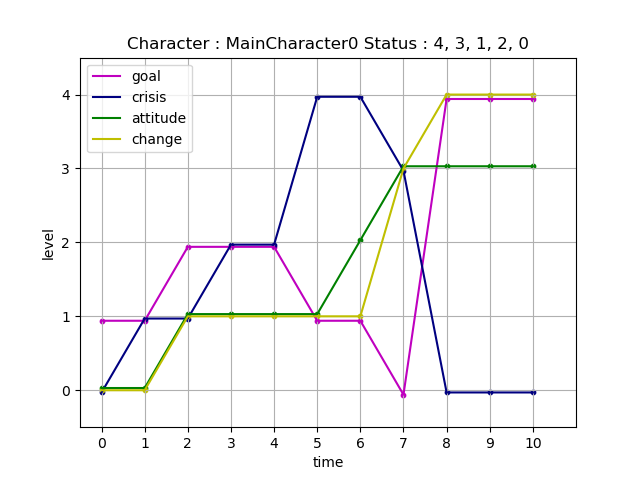 Character : MainCharacter0 Status : 4, 3, 1, 2, 0
goal
crisis
attitude
change
4
3
2
1
0
level
0 1 2 3 4 5 6 7 8 9 10
time